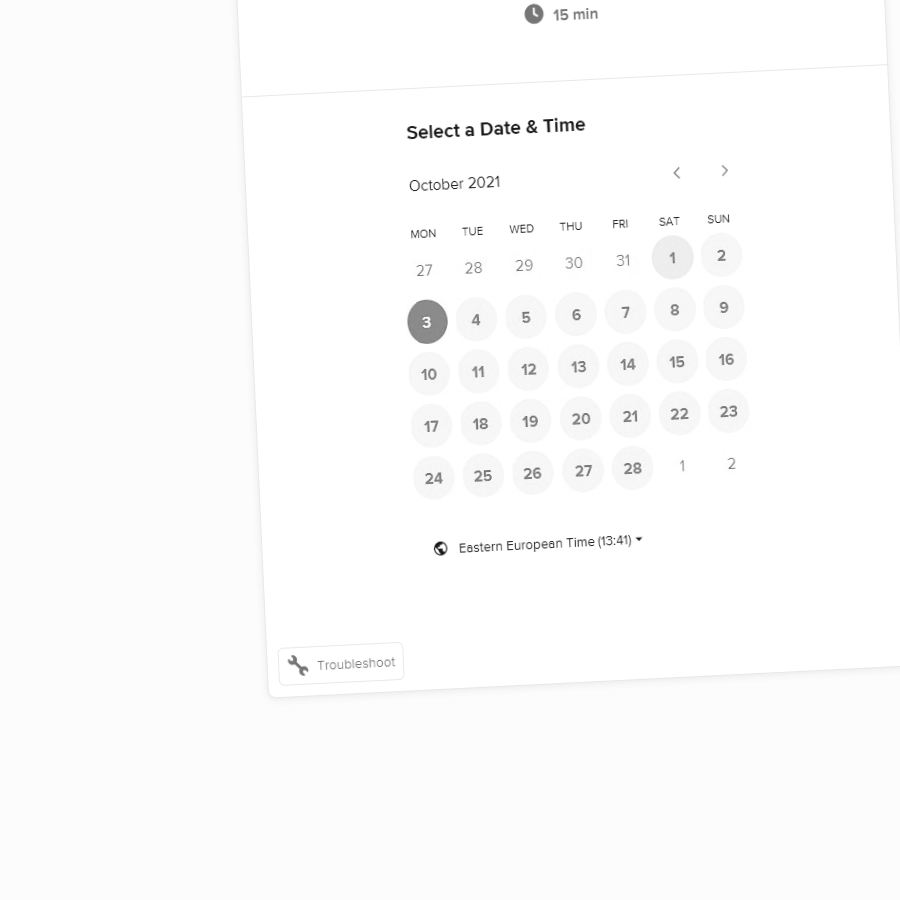 15 min
Select a Date & Time
October 2021
MON TUE WED THU FRI SAT SUN
27 28 29 30 31 1 2
3 4 5 6 7 8 9
10 11 12 13 14 15 16
17 18 19 20 21 22 23
24 25 26 27 28 1 2
Eastern European Time (13:41)
Troubleshoot